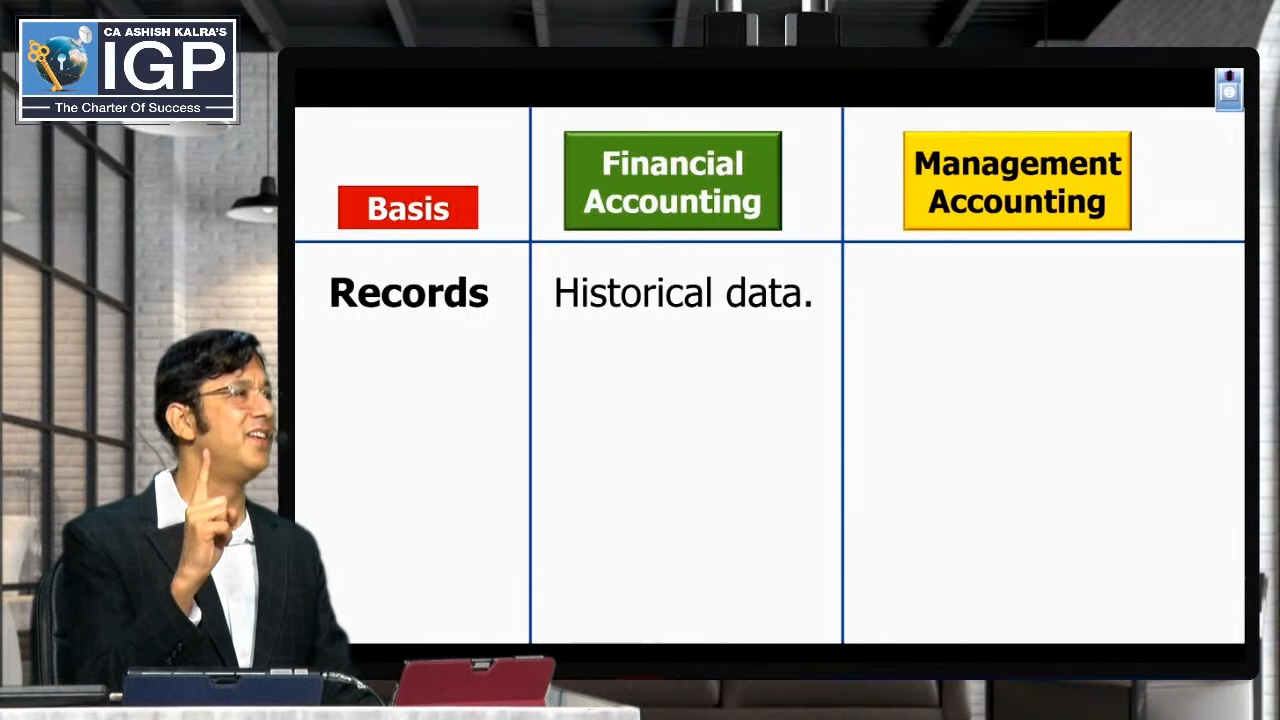 CA ASHISH KALRA'S
IGP
The Charter Of Success
Basis
Financial
Accounting
Management
Accounting
Records
Historical data.